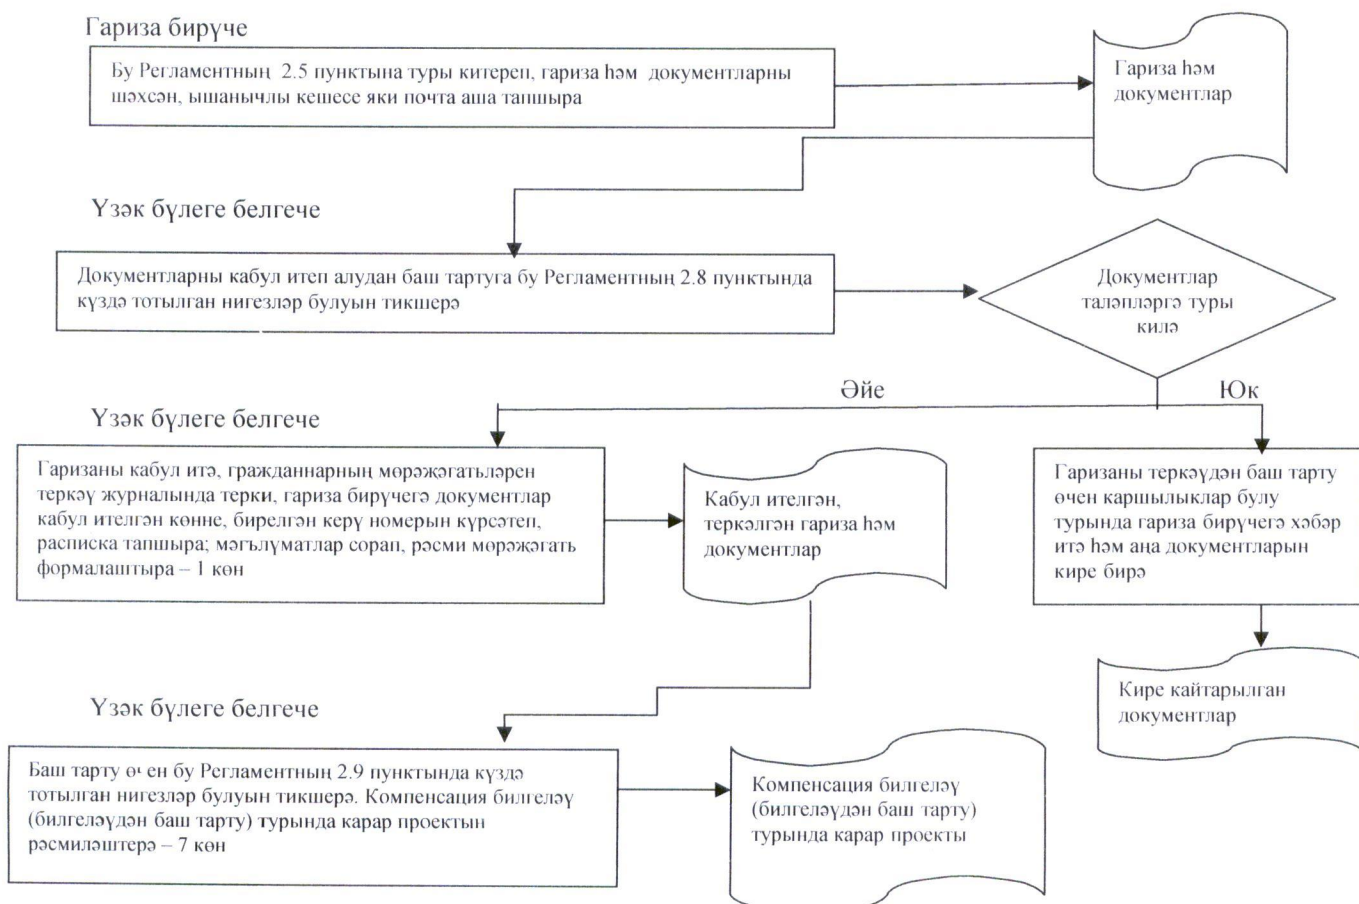 Гариза бирүче
Бу Регламентның 2.5 пунктына туры китереп, гариза һәм документларны
шәхсән, ышанычлы кешесе яки почта аша тапшыра
Гариза һәм
документлар
Үзәк бүлеге белгече
Документларны кабул итеп алудан баш тартуга бу Регламентның 2.8 пунктында
күздә тотылган нигезләр булуын тикшерә
Документлар
таләпләргә туры
килә
Әйе
Юк
Үзәк бүлеге белгече
Гаризаны кабул итә, гражданнарның мөрәҗәгатьләрен
теркәү журналында терки, гариза бирүчегә документлар
кабул ителгән көнне, бирелгән керү номерын күрсәтеп,
расписка тапшыра; мәгълүматлар сорап, рәсми мөрәҗәгать
формалаштыра – 1 көн
Кабул ителгән,
теркәлгән гариза һәм
документлар
Гаризаны теркәүдән баш тарту
өчен каршылыклар булу
турында гариза бирүчегә хәбәр
итә һәм аңа документларын
кире бирә
Кире кайтарылган
документлар
Үзәк бүлеге белгече
Баш тарту өчен бу Регламентның 2.9 пунктында күздә
тотылган нигезләр булуын тикшерә. Компенсация билгеләү
(билгеләүдән баш тарту) турында карар проектын
рәсмиләштерә – 7 көн
Компенсация билгеләү
(билгеләүдән баш тарту)
турында карар проекты